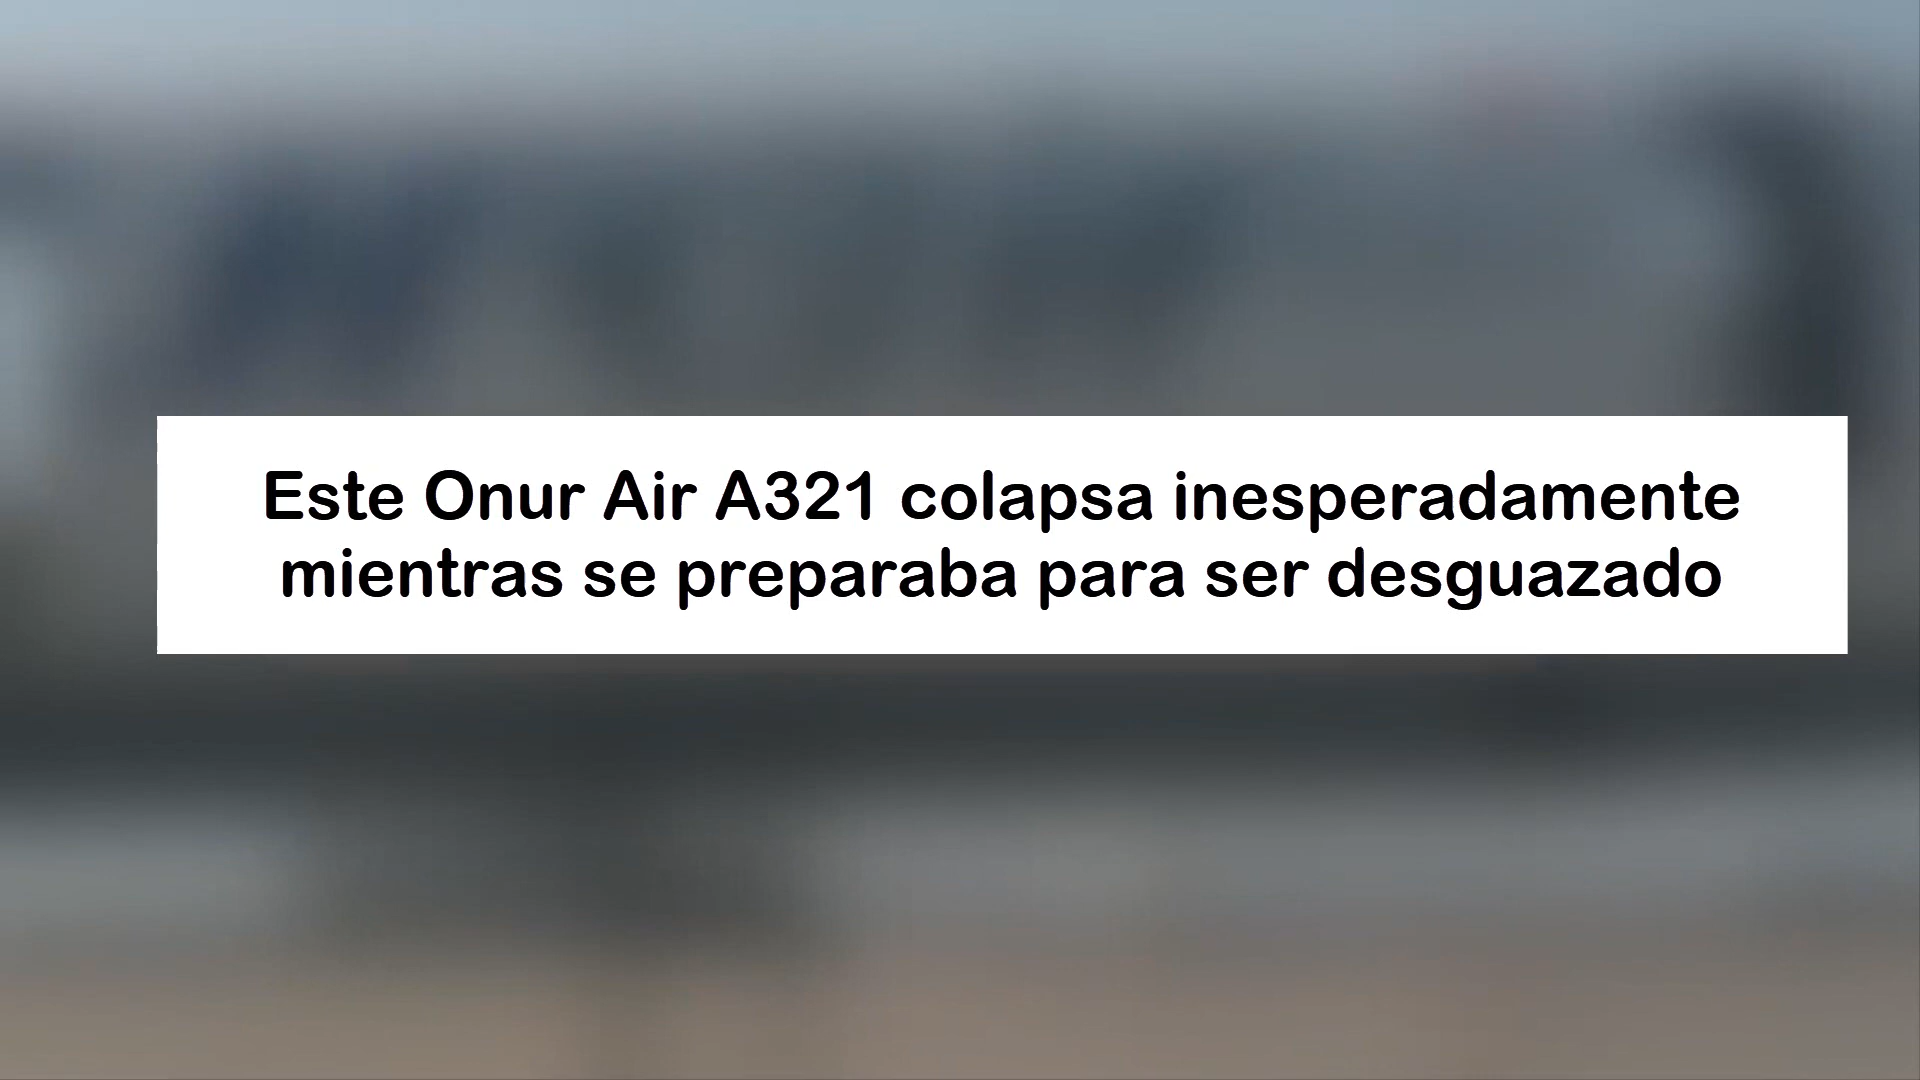 Este Onur Air A321 colapsa inesperadamente
mientras se preparaba para ser desguazado